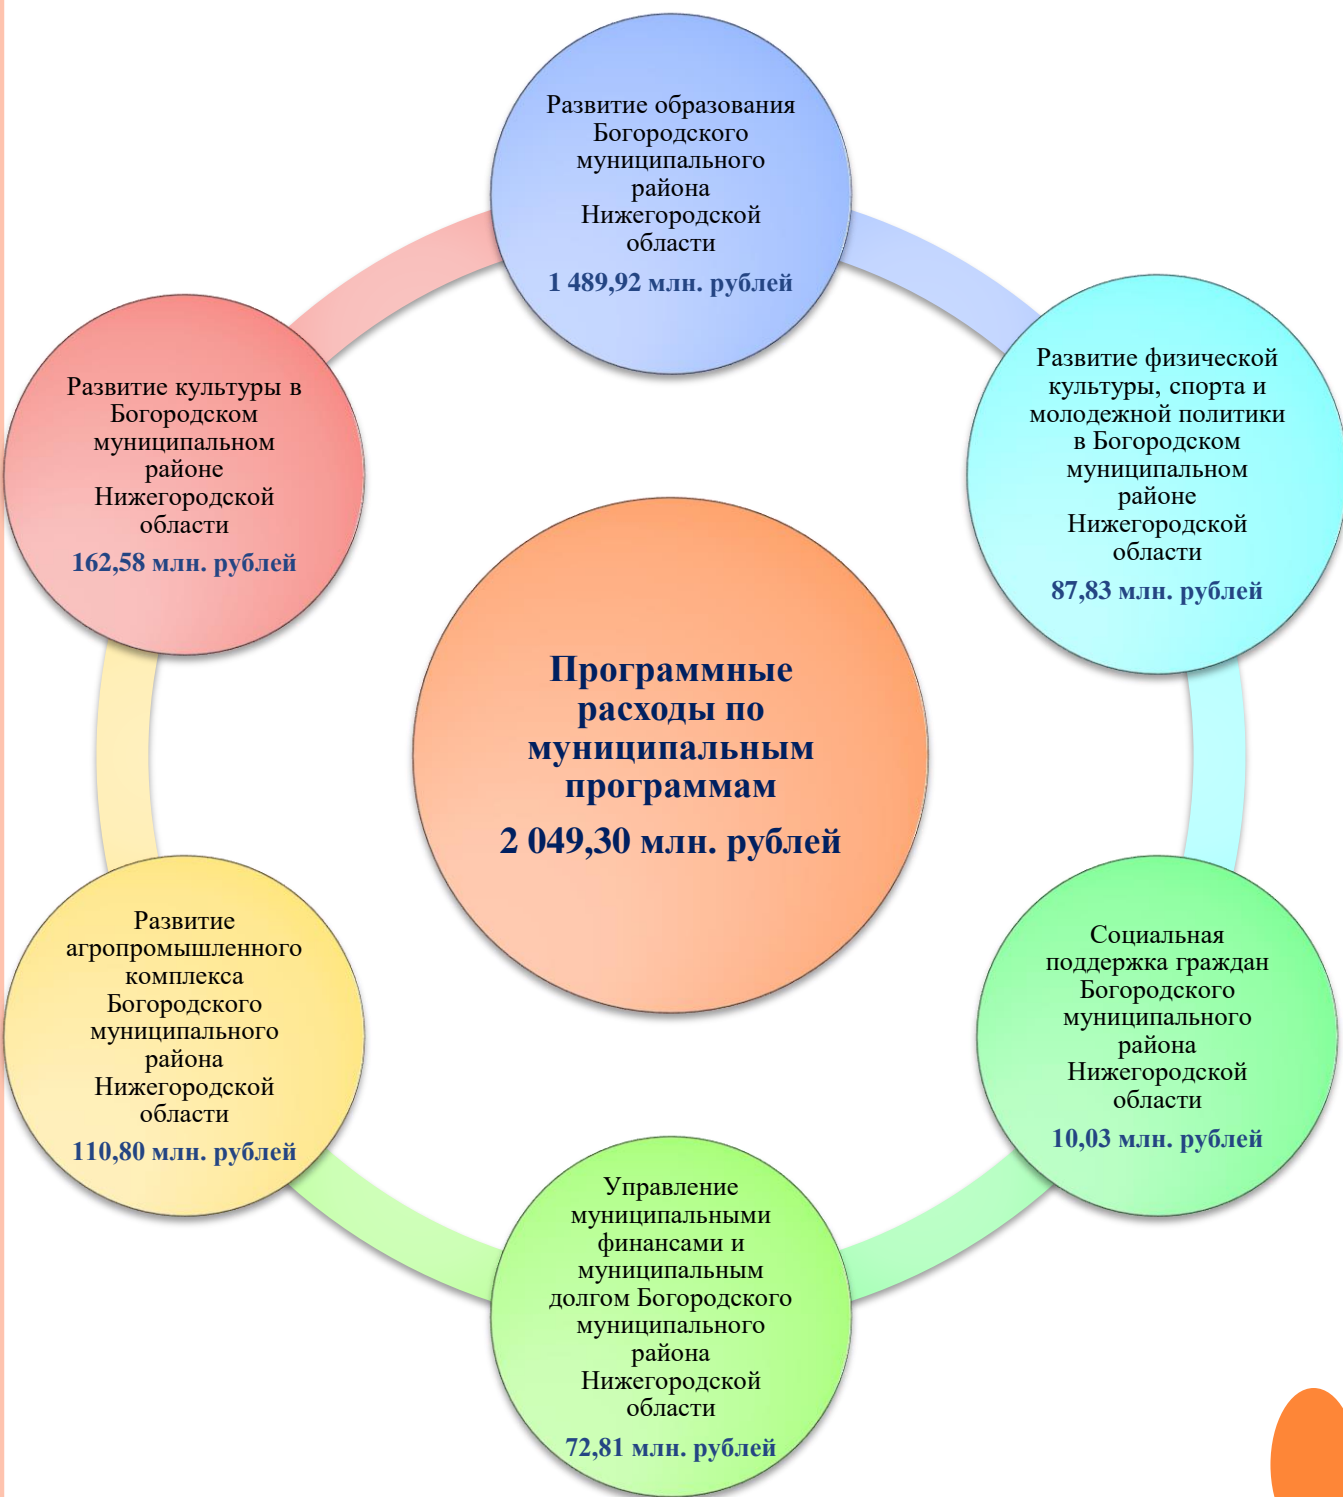 Развитие образования
Богородского
муниципального
района
Нижегородской
области
1 489,92 млн. рублей
Развитие физической
культуры, спорта и
молодежной политики
в Богородском
муниципальном
районе
Нижегородской
области
87,83 млн. рублей
Социальная
поддержка граждан
Богородского
муниципального
района
Нижегородской
области
10,03 млн. рублей
Управление
муниципальными
финансами и
муниципальным
долгом Богородского
муниципального
района
Нижегородской
области
72,81 млн. рублей
Развитие
агропромышленного
комплекса
Богородского
муниципального
района
Нижегородской
области
110,80 млн. рублей
Развитие культуры в
Богородском
муниципальном
районе
Нижегородской
области
162,58 млн. рублей
Программные
расходы по
муниципальным
программам
2 049,30 млн. рублей